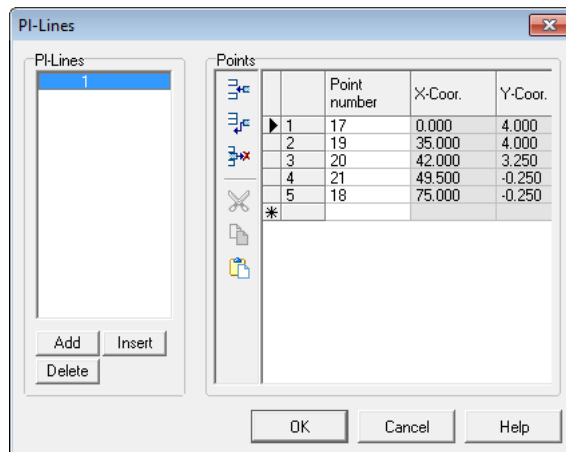 PI-Lines
PI-Lines
1
Points
Point number X-Coor. Y-Coor.
1 17 0.000 4.000
2 19 35.000 4.000
3 20 42.000 3.250
4 21 49.500 -0.250
5 18 75.000 -0.250
Add Insert
Delete
OK Cancel Help